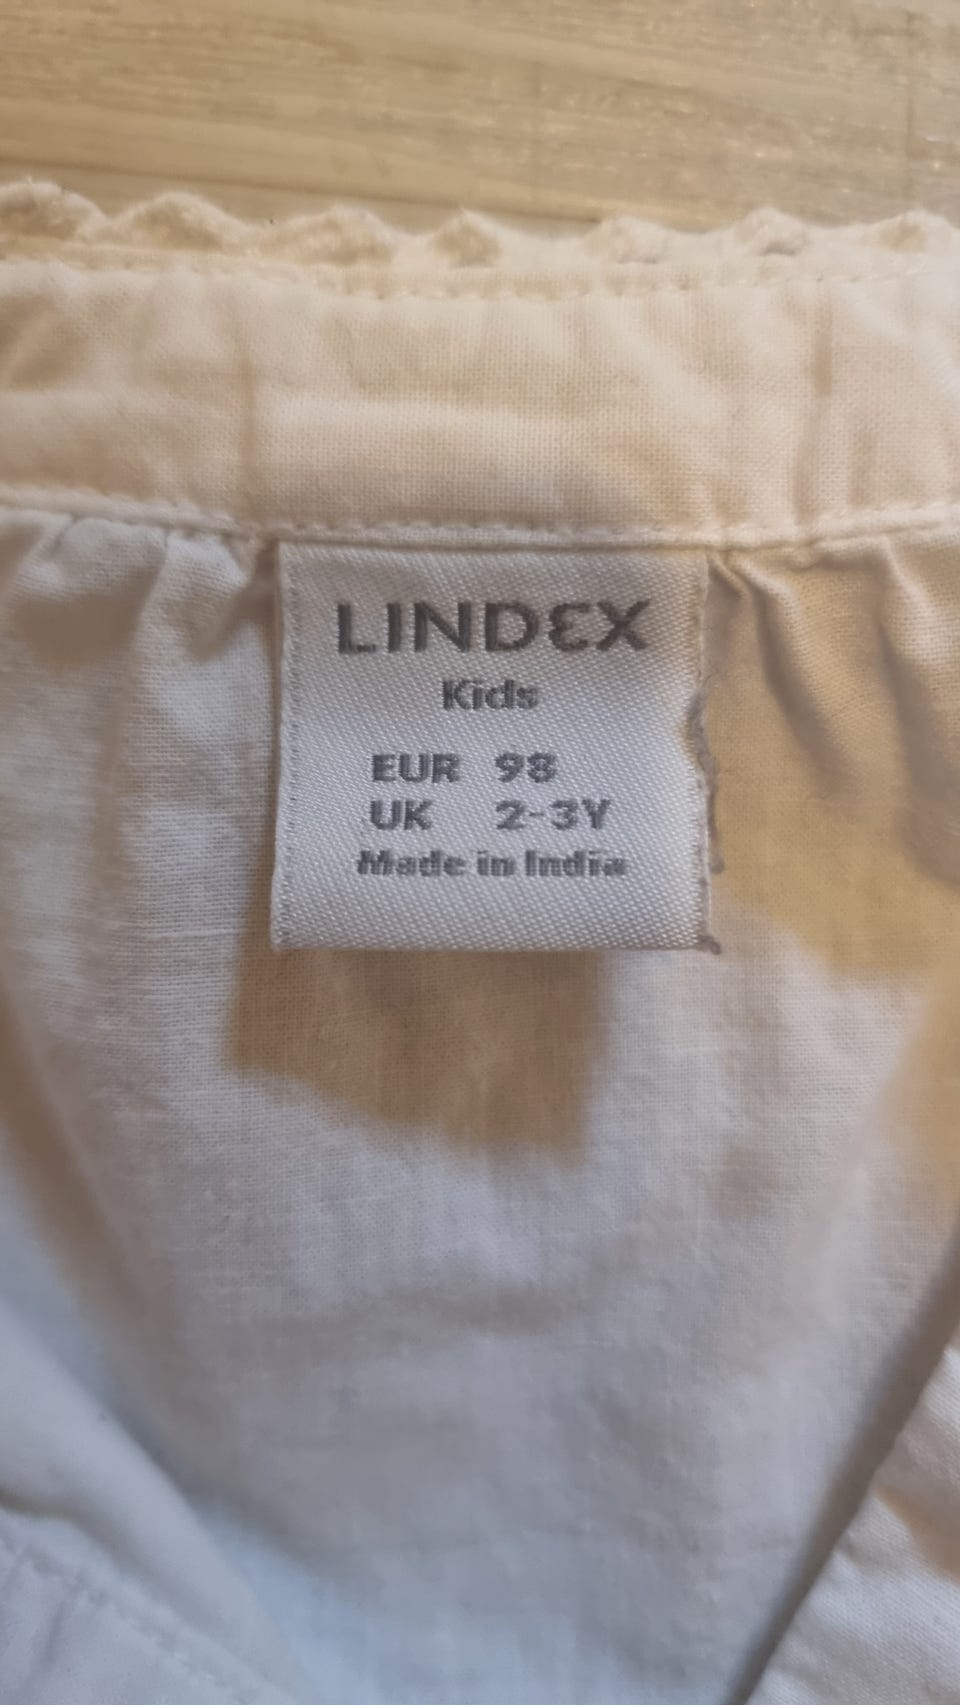 LINDEX
Kids
EUR 98
UK 2-3Y
Made in India